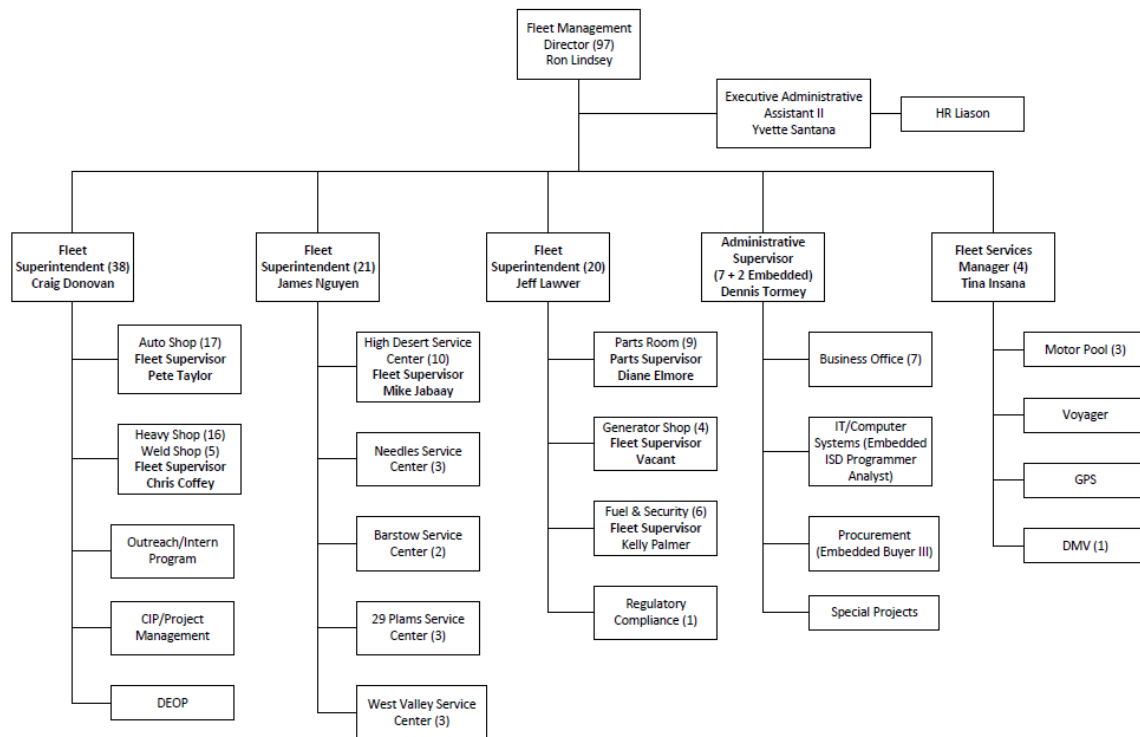 Fleet Management
Director (97)
Ron Lindsey
Executive Administrative
Assistant II
Yvette Santana
HR Liason
Fleet
Superintendent (38)
Craig Donovan
Fleet
Superintendent (21)
James Nguyen
Fleet
Superintendent (20)
Jeff Lawver
Administrative
Supervisor
(7 + 2 Embedded)
Dennis Tormey
Fleet Services
Manager (4)
Tina Insana
Auto Shop (17)
Fleet Supervisor
Pete Taylor
Heavy Shop (16)
Weld Shop (5)
Fleet Supervisor
Chris Coffey
Outreach/Intern
Program
CIP/Project
Management
DEOP
High Desert Service
Center (10)
Fleet Supervisor
Mike Jabaay
Needles Service
Center (3)
Barstow Service
Center (2)
29 Plams Service
Center (3)
West Valley Service
Center (3)
Parts Room (9)
Parts Supervisor
Diane Elmore
Generator Shop (4)
Fleet Supervisor
Vacant
Fuel & Security (6)
Fleet Supervisor
Kelly Palmer
Regulatory
Compliance (1)
Business Office (7)
IT/Computer
Systems (Embedded
ISD Programmer
Analyst)
Procurement
(Embedded Buyer III)
Special Projects
Motor Pool (3)
Voyager
GPS
DMV (1)